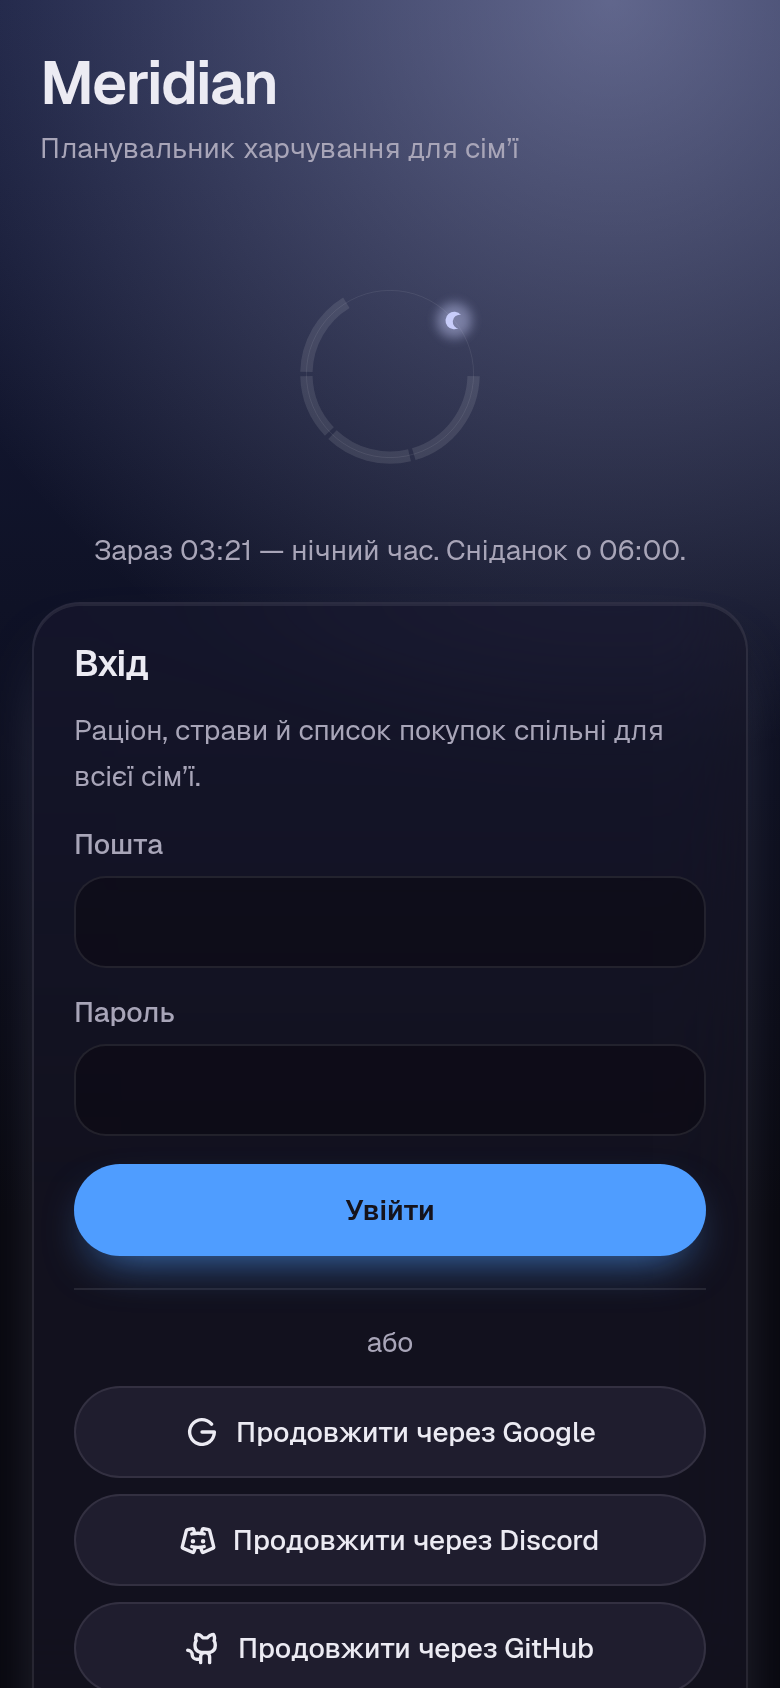 Meridian
Планувальник харчування для сім’ї
Зараз 03:21 — нічний час. Сніданок о 06:00.
Вхід
Раціон, страви й список покупок спільні для
всієї сім’ї.
Пошта
Пароль
Увійти
або
Продовжити через Google
Продовжити через Discord
Продовжити через GitHub